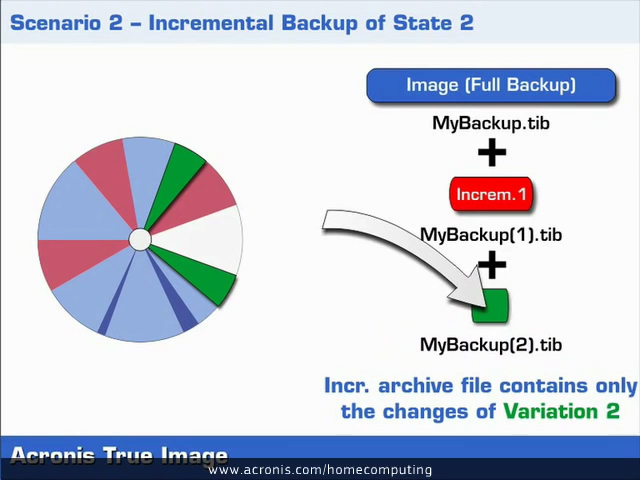 Scenario 2 – Incremental Backup of State 2
Image (Full Backup)
MyBackup.tib
+
Increm.1
MyBackup(1).tib
+
MyBackup(2).tib
Incr. archive file contains only
the changes of Variation 2
Acronis True Image
www.acronis.com/homecomputing